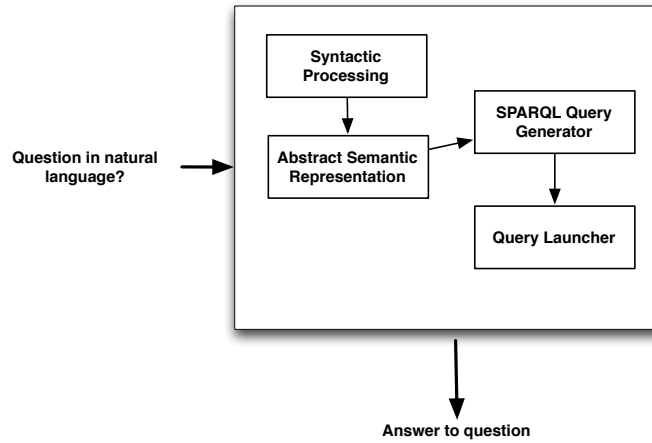 Syntactic
Processing
SPARQL Query
Generator
Question in natural
language?
Abstract Semantic
Representation
Query Launcher
Answer to question